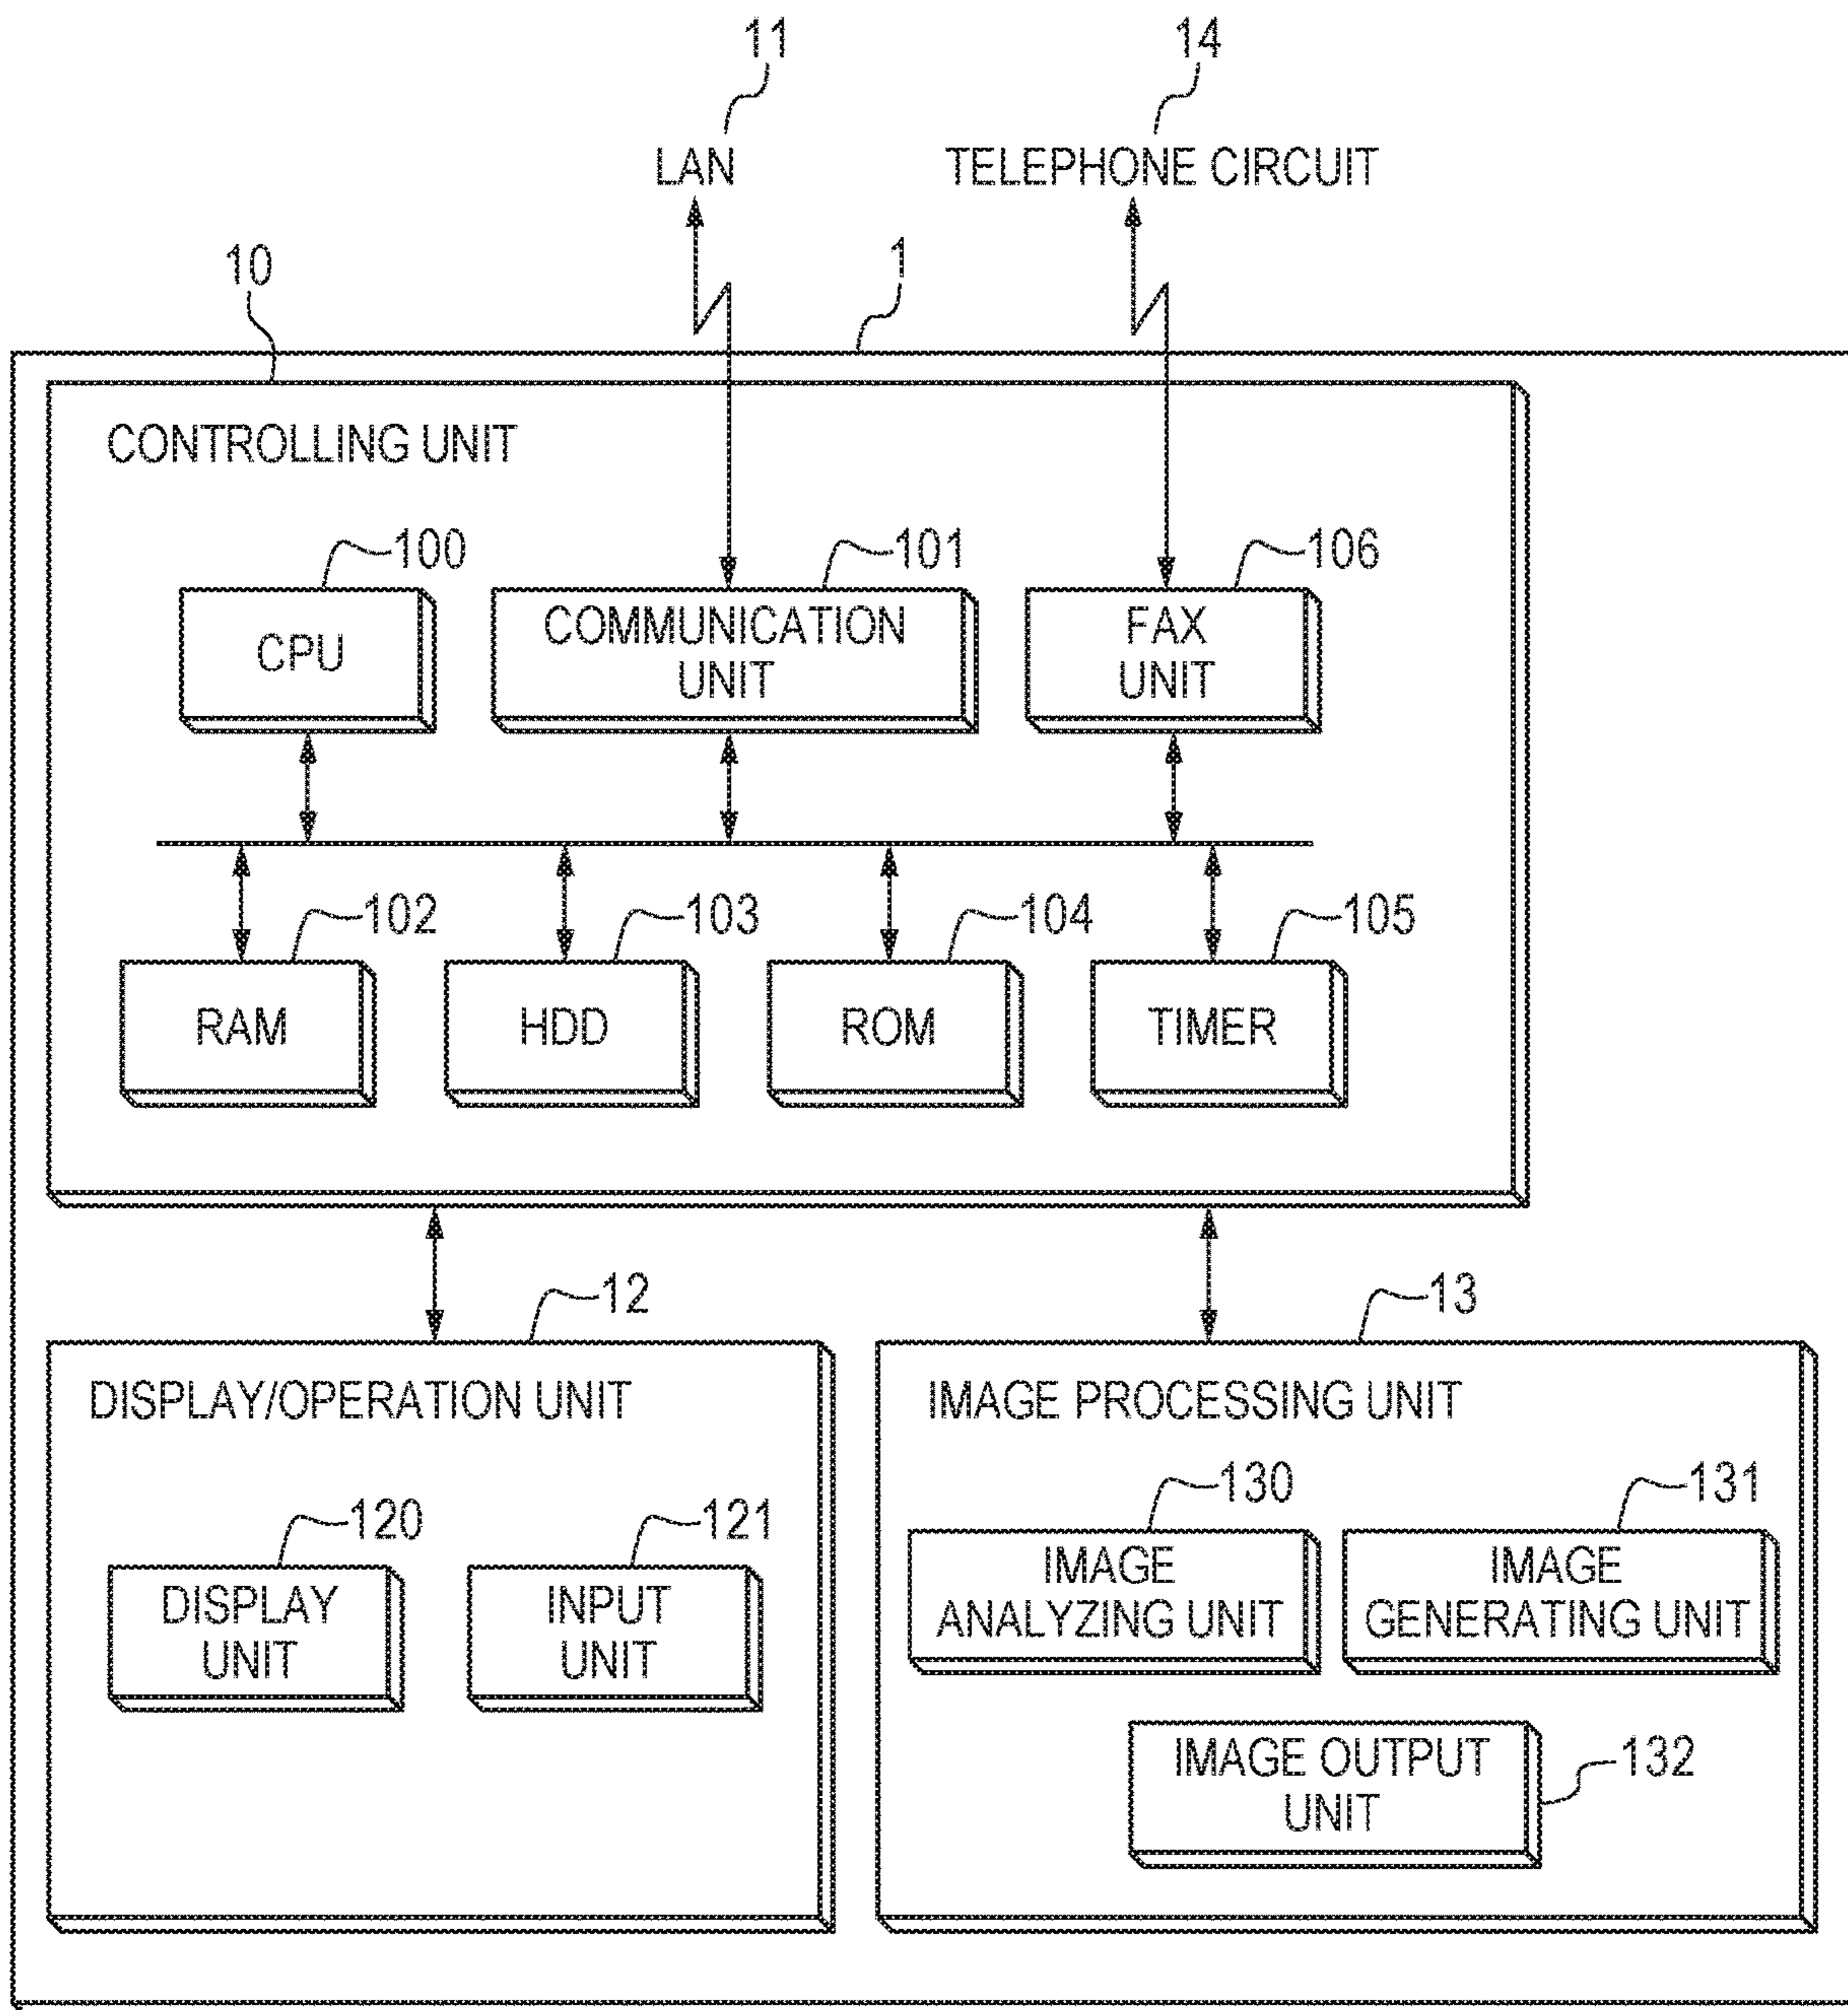 11
14
LAN
TELEPHONE CIRCUIT
10
1
CONTROLLING UNIT
100
101
106
CPU
COMMUNICATION
UNIT
FAX
UNIT
102
103
104
105
RAM
HDD
ROM
TIMER
12
13
DISPLAY/OPERATION UNIT
IMAGE PROCESSING UNIT
120
121
130
131
DISPLAY
UNIT
INPUT
UNIT
IMAGE
ANALYZING UNIT
IMAGE
GENERATING UNIT
IMAGE OUTPUT
UNIT
132